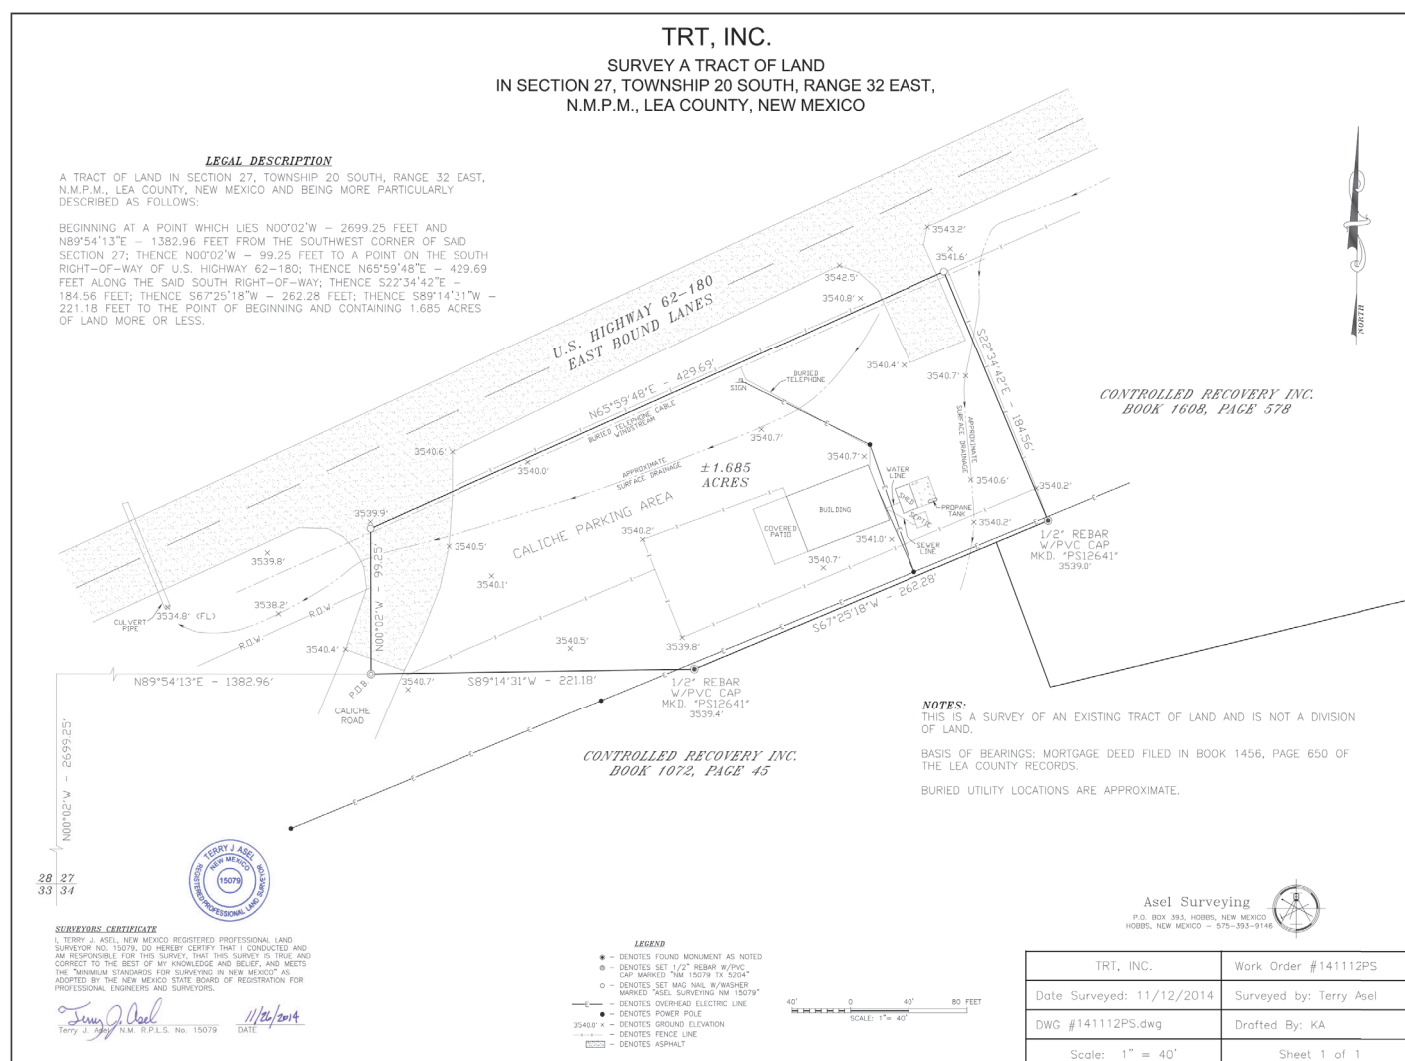 TRT, INC.
SURVEY A TRACT OF LAND
IN SECTION 27, TOWNSHIP 20 SOUTH, RANGE 32 EAST,
N.M.P.M., LEA COUNTY, NEW MEXICO
LEGAL DESCRIPTION
A TRACT OF LAND IN SECTION 27, TOWNSHIP 20 SOUTH, RANGE 32 EAST,
N.M.P.M., LEA COUNTY, NEW MEXICO AND BEING MORE PARTICULARLY
DESCRIBED AS FOLLOWS:
BEGINNING AT A POINT WHICH LIES N00°02'W – 2699.25 FEET AND
N89°54'13"E – 1382.96 FEET FROM THE SOUTHWEST CORNER OF SAID
SECTION 27; THENCE N00°02'W – 99.25 FEET TO A POINT ON THE SOUTH
RIGHT-OF-WAY OF U.S. HIGHWAY 62-180; THENCE N65°59'48"E – 429.69
FEET ALONG THE SAID SOUTH RIGHT-OF-WAY; THENCE S22°34'42"E –
184.56 FEET; THENCE S67°25'18"W – 262.28 FEET; THENCE S89°14'31"W –
221.18 FEET TO THE POINT OF BEGINNING AND CONTAINING 1.685 ACRES
OF LAND MORE OR LESS.
NORTH
U.S. HIGHWAY 62-180
EAST BOUND LANES
3543.2'
3541.6'
3542.5'
3540.8'
N65°59'48"E – 429.69'
BURIED TELEPHONE CABLE
WINDSTREAM
SIGN
BURIED
TELEPHONE
3540.4'
3540.7'
S22°34'42"E – 184.56'
CONTROLLED RECOVERY INC.
BOOK 1608, PAGE 578
3540.6'
3540.0'
3540.7'
3540.7'
APPROXIMATE
SURFACE DRAINAGE
APPROXIMATE
SURFACE DRAINAGE
±1.685
ACRES
WATER
LINE
SHED
SEPTIC
PROPANE
TANK
SEWER
LINE
3540.6'
3540.2'
3540.2'
3539.9'
CALICHE PARKING AREA
3540.2'
COVERED
PATIO
BUILDING
3541.0'
3540.7'
1/2" REBAR
W/PVC CAP
MKD. "PS12641"
3539.0'
3539.8'
N00°02'W – 99.25'
3540.5'
3540.1'
3538.2'
3534.8' (FL)
CULVERT
PIPE
R.O.W.
R.O.W.
3540.4'
3540.5'
3539.8'
S67°25'18"W – 262.28'
N89°54'13"E – 1382.96'
P.O.B.
3540.7'
S89°14'31"W – 221.18'
CALICHE
ROAD
1/2" REBAR
W/PVC CAP
MKD. "PS12641"
3539.4'
N00°02'W – 2699.25'
CONTROLLED RECOVERY INC.
BOOK 1072, PAGE 45
NOTES:
THIS IS A SURVEY OF AN EXISTING TRACT OF LAND AND IS NOT A DIVISION
OF LAND.
BASIS OF BEARINGS: MORTGAGE DEED FILED IN BOOK 1456, PAGE 650 OF
THE LEA COUNTY RECORDS.
BURIED UTILITY LOCATIONS ARE APPROXIMATE.
28 27
33 34
TERRY J ASEL
NEW MEXICO
15079
REGISTERED PROFESSIONAL LAND SURVEYOR
SURVEYORS CERTIFICATE
I, TERRY J. ASEL, NEW MEXICO REGISTERED PROFESSIONAL LAND
SURVEYOR NO. 15079, DO HEREBY CERTIFY THAT I CONDUCTED AND
AM RESPONSIBLE FOR THIS SURVEY, THAT THIS SURVEY IS TRUE AND
CORRECT TO THE BEST OF MY KNOWLEDGE AND BELIEF, AND MEETS
THE "MINIMUM STANDARDS FOR SURVEYING IN NEW MEXICO" AS
ADOPTED BY THE NEW MEXICO STATE BOARD OF REGISTRATION FOR
PROFESSIONAL ENGINEERS AND SURVEYORS.
Terry J. Asel 11/26/2014
Terry J. Asel N.M. R.P.L.S. No. 15079 DATE
LEGEND
– DENOTES FOUND MONUMENT AS NOTED
– DENOTES SET 1/2" REBAR W/PVC
CAP MARKED "NM 15079 TX 5204"
– DENOTES SET MAG NAIL W/WASHER
MARKED "ASEL SURVEYING NM 15079"
E – DENOTES OVERHEAD ELECTRIC LINE
– DENOTES POWER POLE
3540.0' × – DENOTES GROUND ELEVATION
– DENOTES FENCE LINE
– DENOTES ASPHALT
40' 0 40' 80 FEET
SCALE: 1"= 40'
Asel Surveying
P.O. BOX 393, HOBBS, NEW MEXICO
HOBBS, NEW MEXICO – 575-393-9146
TRT, INC. Work Order #141112PS
Date Surveyed: 11/12/2014 Surveyed by: Terry Asel
DWG #141112PS.dwg Drafted By: KA
Scale: 1" = 40' Sheet 1 of 1